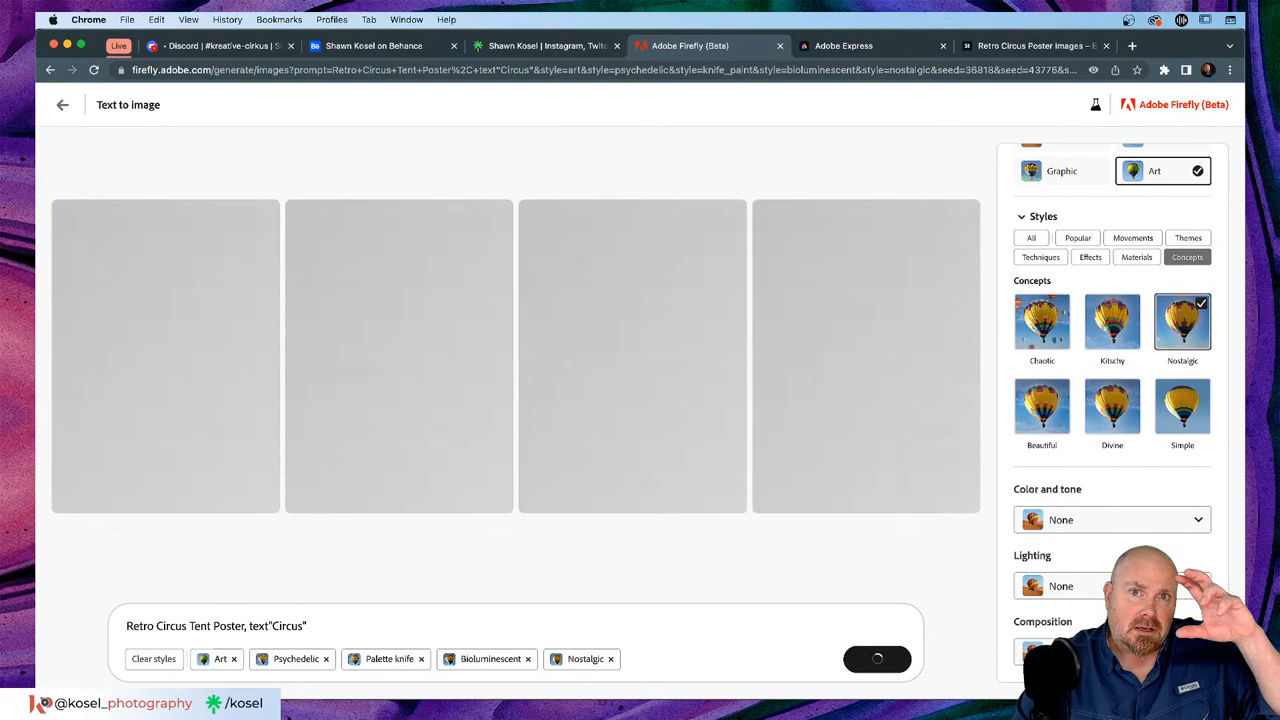 Chrome File Edit View History Bookmarks Profiles Tab Window Help
Live Discord | #kreative-cirkus | S Shawn Kosel on Behance Shawn Kosel | Instagram, Twitc Adobe Firefly (Beta) Adobe Express Retro Circus Poster Images – B
firefly.adobe.com/generate/images?prompt=Retro+Circus+Tent+Poster%2C+text"Circus"&style=art&style=psychedelic&style=knife_paint&style=bioluminescent&style=nostalgic&seed=36818&seed=43776&s...
Text to image
Adobe Firefly (Beta)
Graphic Art
Styles
All Popular Movements Themes
Techniques Effects Materials Concepts
Concepts
Chaotic Kitschy Nostalgic
Beautiful Divine Simple
Color and tone
None
Lighting
None
Composition
Retro Circus Tent Poster, text"Circus"
Clear styles Art × Psychedelic × Palette knife × Bioluminescent × Nostalgic ×
@kosel_photography /kosel